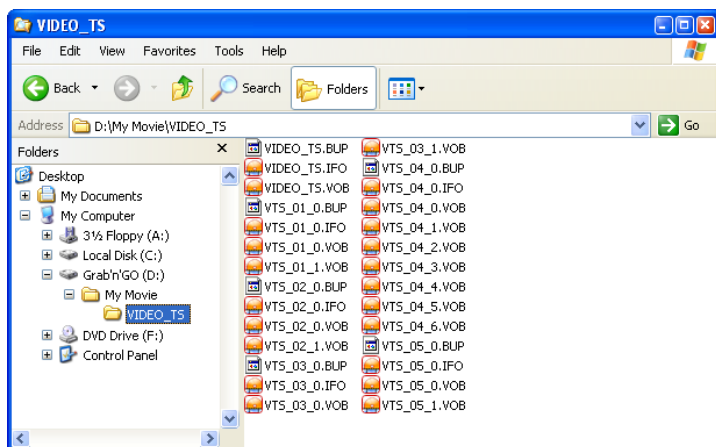 VIDEO_TS
File Edit View Favorites Tools Help
Back Search Folders
Address D:\My Movie\VIDEO_TS Go
Folders
Desktop
My Documents
My Computer
3½ Floppy (A:)
Local Disk (C:)
Grab'n'GO (D:)
My Movie
VIDEO_TS
DVD Drive (F:)
Control Panel
VIDEO_TS.BUP
VIDEO_TS.IFO
VIDEO_TS.VOB
VTS_01_0.BUP
VTS_01_0.IFO
VTS_01_0.VOB
VTS_01_1.VOB
VTS_02_0.BUP
VTS_02_0.IFO
VTS_02_0.VOB
VTS_02_1.VOB
VTS_03_0.BUP
VTS_03_0.IFO
VTS_03_0.VOB
VTS_03_1.VOB
VTS_04_0.BUP
VTS_04_0.IFO
VTS_04_0.VOB
VTS_04_1.VOB
VTS_04_2.VOB
VTS_04_3.VOB
VTS_04_4.VOB
VTS_04_5.VOB
VTS_04_6.VOB
VTS_05_0.BUP
VTS_05_0.IFO
VTS_05_0.VOB
VTS_05_1.VOB